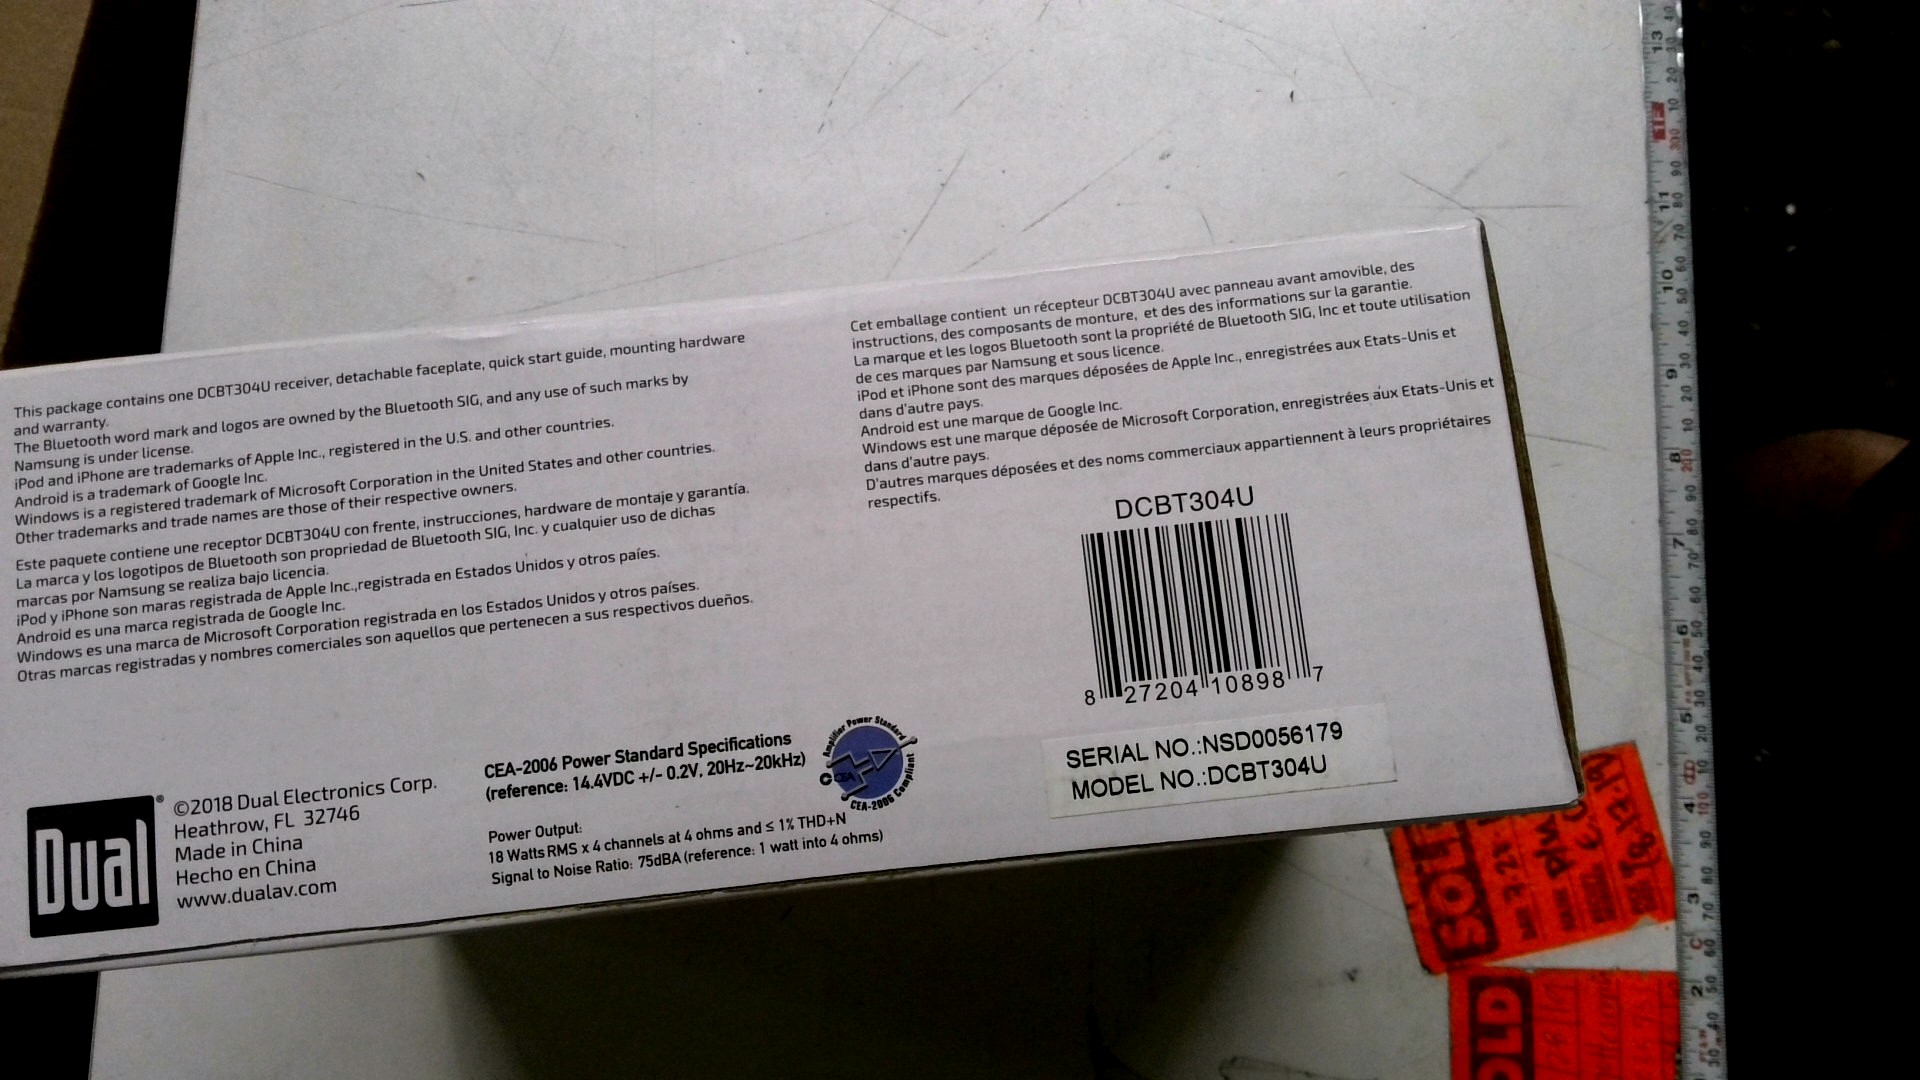 This package contains one DCBT304U receiver, detachable faceplate, quick start guide, mounting hardware
and warranty.
The Bluetooth word mark and logos are owned by the Bluetooth SIG, and any use of such marks by
Namsung is under license.
iPod and iPhone are trademarks of Apple Inc., registered in the U.S. and other countries.
Android is a trademark of Google Inc.
Windows is a registered trademark of Microsoft Corporation in the United States and other countries.
Other trademarks and trade names are those of their respective owners.
Este paquete contiene une receptor DCBT304U con frente, instrucciones, hardware de montaje y garantía.
La marca y los logotipos de Bluetooth son propriedad de Bluetooth SIG, Inc. y cualquier uso de dichas
marcas por Namsung se realiza bajo licencia.
iPod y iPhone son maras registrada de Apple Inc.,registrada en Estados Unidos y otros países.
Android es una marca registrada de Google Inc.
Windows es una marca de Microsoft Corporation registrada en los Estados Unidos y otros países.
Otras marcas registradas y nombres comerciales son aquellos que pertenecen a sus respectivos dueños.
Cet emballage contient un récepteur DCBT304U avec panneau avant amovible, des
instructions, des composants de monture, et des des informations sur la garantie.
La marque et les logos Bluetooth sont la propriété de Bluetooth SIG, Inc et toute utilisation
de ces marques par Namsung et sous licence.
iPod et iPhone sont des marques déposées de Apple Inc., enregistrées aux Etats-Unis et
dans d'autre pays.
Android est une marque de Google Inc.
Windows est une marque déposée de Microsoft Corporation, enregistrées aux Etats-Unis et
dans d'autre pays.
D'autres marques déposées et des noms commerciaux appartiennent à leurs propriétaires
respectifs.
DCBT304U
8 27204 10898 7
SERIAL NO.:NSD0056179
MODEL NO.:DCBT304U
CEA-2006 Power Standard Specifications
(reference: 14.4VDC +/- 0.2V, 20Hz~20kHz)
Amplifier Power Standard
CEA
CEA-2006 Compliant
Power Output:
18 Watts RMS x 4 channels at 4 ohms and ≤ 1% THD+N
Signal to Noise Ratio: 75dBA (reference: 1 watt into 4 ohms)
Dual®
©2018 Dual Electronics Corp.
Heathrow, FL 32746
Made in China
Hecho en China
www.dualav.com
SOLD